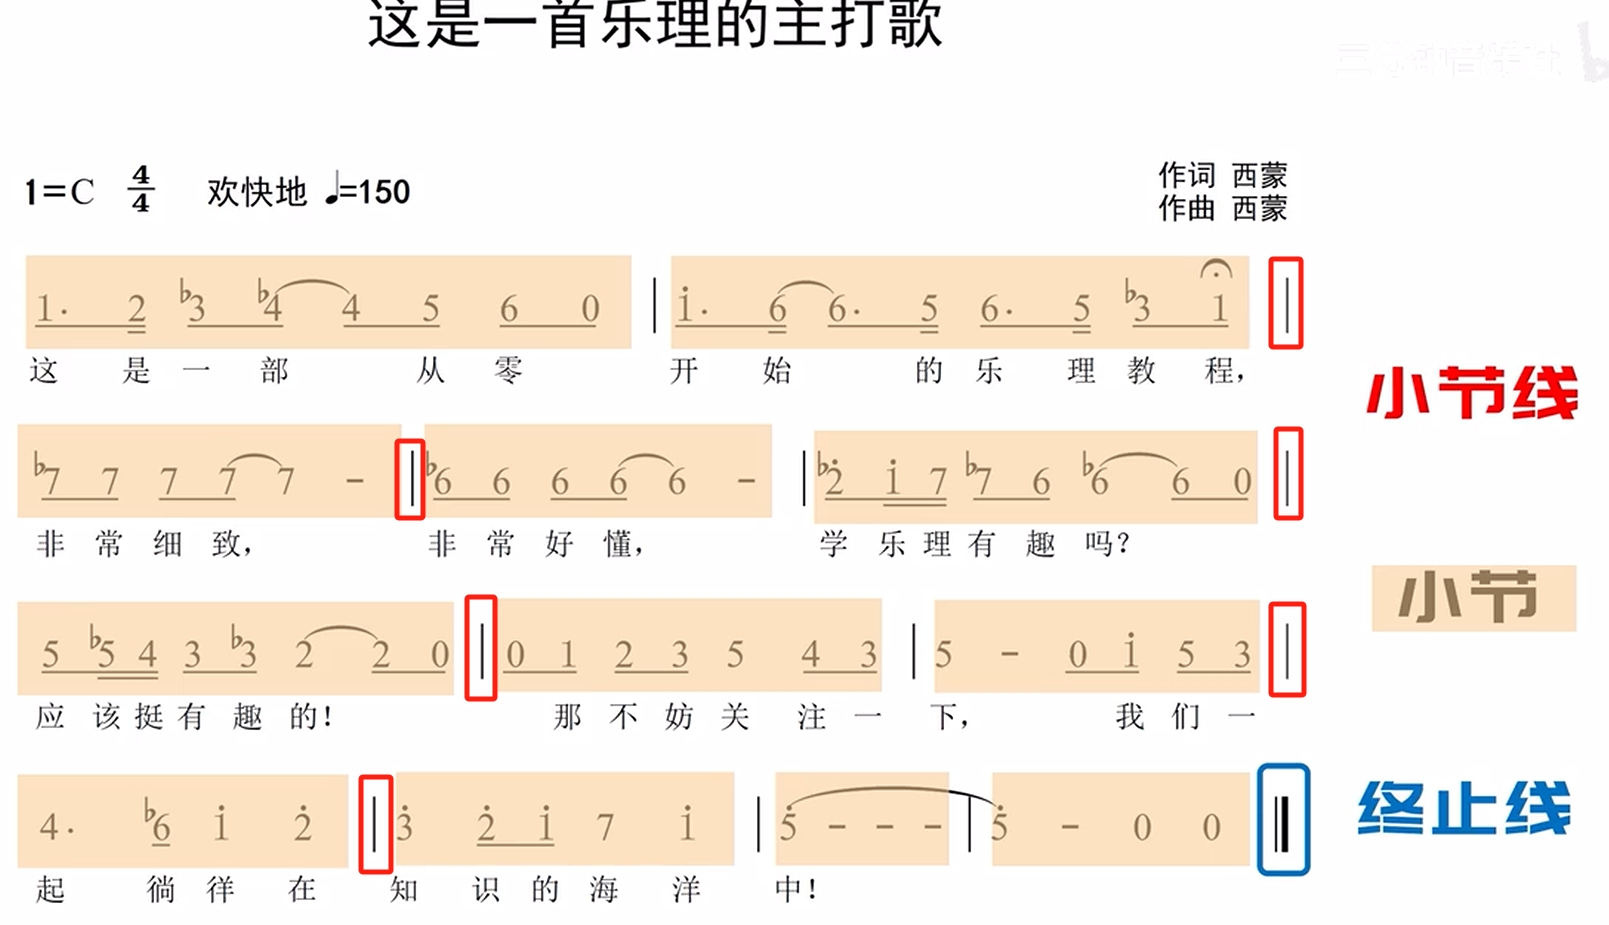 这是一首乐理的主打歌
1=C 4/4 欢快地 ♩=150
作词 西蒙
作曲 西蒙
1· 2 ♭3 ♭4 4 5 6 0 | i· 6 6· 5 6· 5 ♭3 1 |
这 是 一 部 从 零 开 始 的 乐 理 教 程，
小节线
♭7 7 7 7 7 - | ♭6 6 6 6 6 - | ♭2 i 7 ♭7 6 ♭6 6 0 |
非 常 细 致， 非 常 好 懂， 学 乐 理 有 趣 吗？
小节
5 ♭5 4 3 ♭3 2 2 0 | 0 1 2 3 5 4 3 | 5 - 0 i 5 3 |
应 该 挺 有 趣 的！ 那 不 妨 关 注 一 下， 我 们 一
终止线
4· ♭6 i 2 | 3 2 i 7 i | 5 - - - | 5 - 0 0
起 徜 徉 在 知 识 的 海 洋 中！